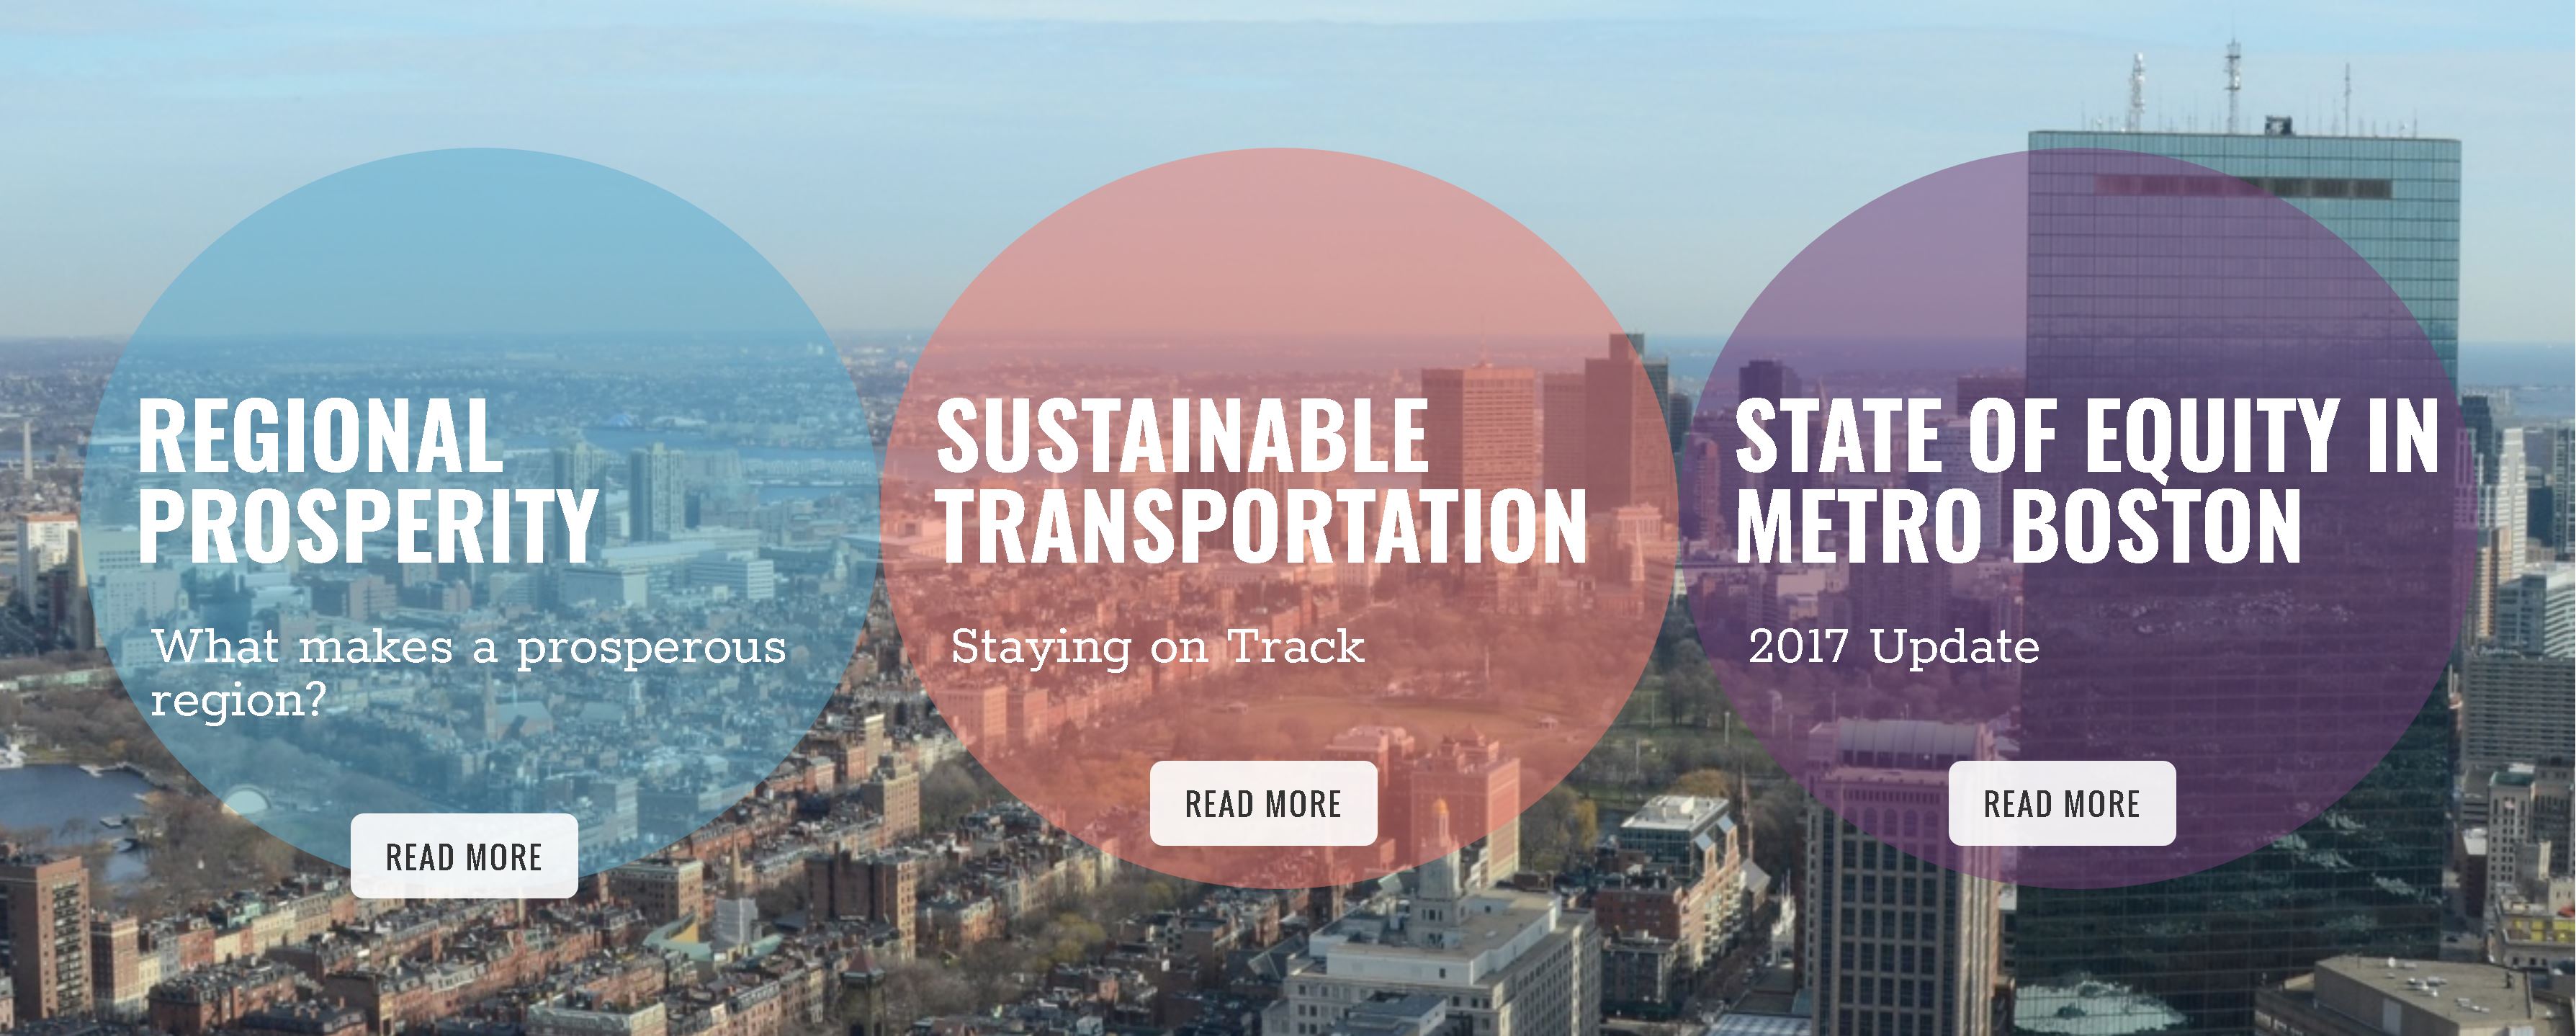 REGIONAL
PROSPERITY
What makes a prosperous
region?
READ MORE
SUSTAINABLE
TRANSPORTATION
Staying on Track
READ MORE
STATE OF EQUITY IN
METRO BOSTON
2017 Update
READ MORE